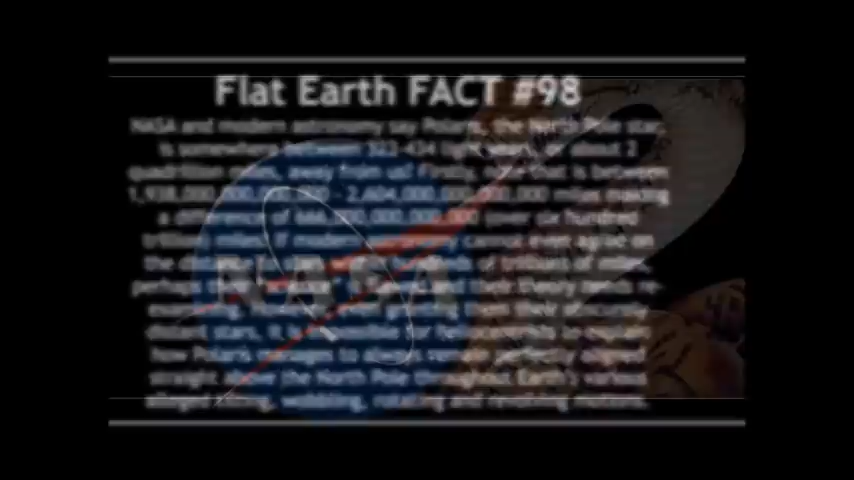 Flat Earth FACT #98
NASA and modern astronomy say Polaris, the North Pole star,
is somewhere between 323-434 light years, or about 2
quadrillion miles, away from us! Firstly, note that is between
1,938,000,000,000,000 - 2,604,000,000,000,000 miles making
a difference of 666,000,000,000,000 (over six hundred
trillion) miles! If modern astronomy cannot even agree on
the distance to stars within hundreds of trillions of miles,
perhaps their "science" is flawed and their theory needs re-
examining. However, even granting them their obscurely
distant stars, it is impossible for heliocentrists to explain
how Polaris manages to always remain perfectly aligned
straight above the North Pole throughout Earth's various
alleged tilting, wobbling, rotating and revolving motions.
NASA